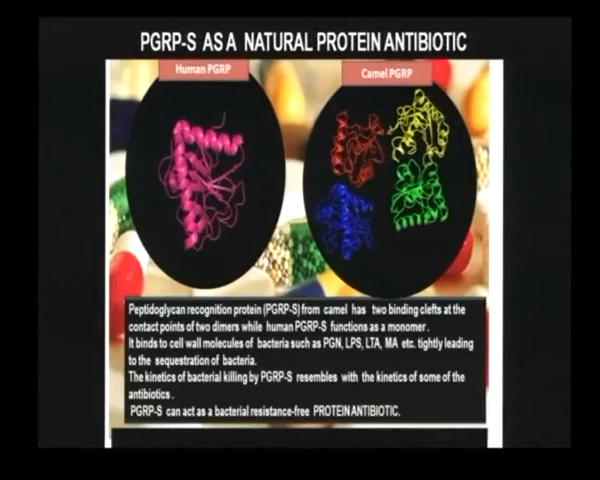 PGRP-S AS A NATURAL PROTEIN ANTIBIOTIC
Human PGRP
Camel PGRP
Peptidoglycan recognition protein (PGRP-S) from camel has two binding clefts at the
contact points of two dimers while human PGRP-S functions as a monomer .
It binds to cell wall molecules of bacteria such as PGN, LPS, LTA, MA etc. tightly leading
to the sequestration of bacteria.
The kinetics of bacterial killing by PGRP-S resembles with the kinetics of some of the
antibiotics .
PGRP-S can act as a bacterial resistance-free PROTEIN ANTIBIOTIC.